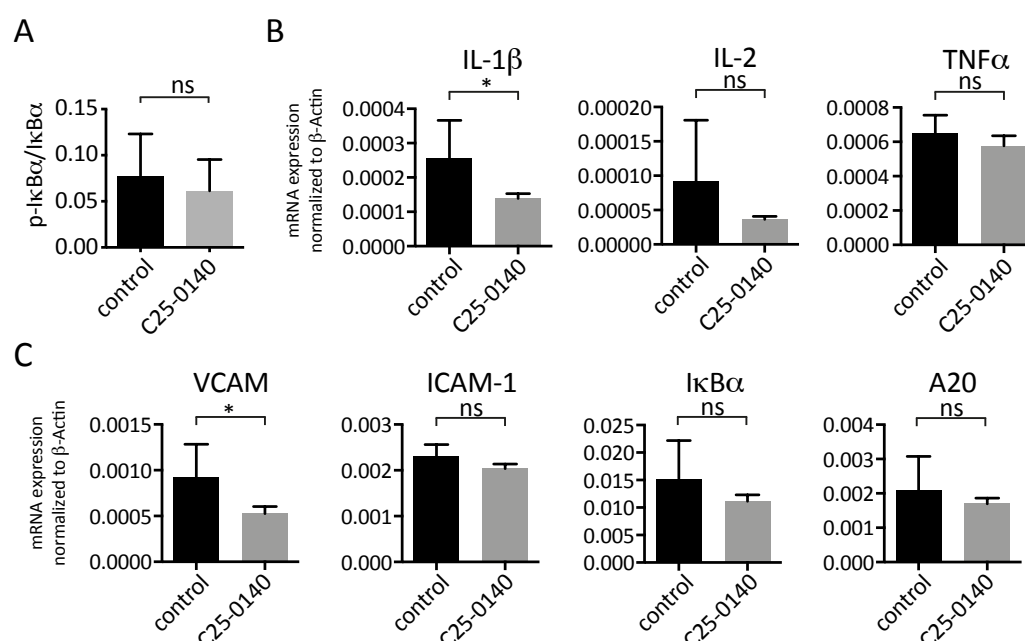 A
ns
p-IκBα/IκBα
0.15
0.10
0.05
0.00
control
C25-0140
B
mRNA expression
normalized to β-Actin
IL-1β
*
0.0004
0.0003
0.0002
0.0001
0.0000
control
C25-0140
IL-2
ns
0.00020
0.00015
0.00010
0.00005
0.00000
control
C25-0140
TNFα
ns
0.0008
0.0006
0.0004
0.0002
0.0000
control
C25-0140
C
mRNA expression
normalized to β-Actin
VCAM
*
0.0015
0.0010
0.0005
0.0000
control
C25-0140
ICAM-1
ns
0.003
0.002
0.001
0.000
control
C25-0140
IκBα
ns
0.025
0.020
0.015
0.010
0.005
0.000
control
C25-0140
A20
ns
0.004
0.003
0.002
0.001
0.000
control
C25-0140